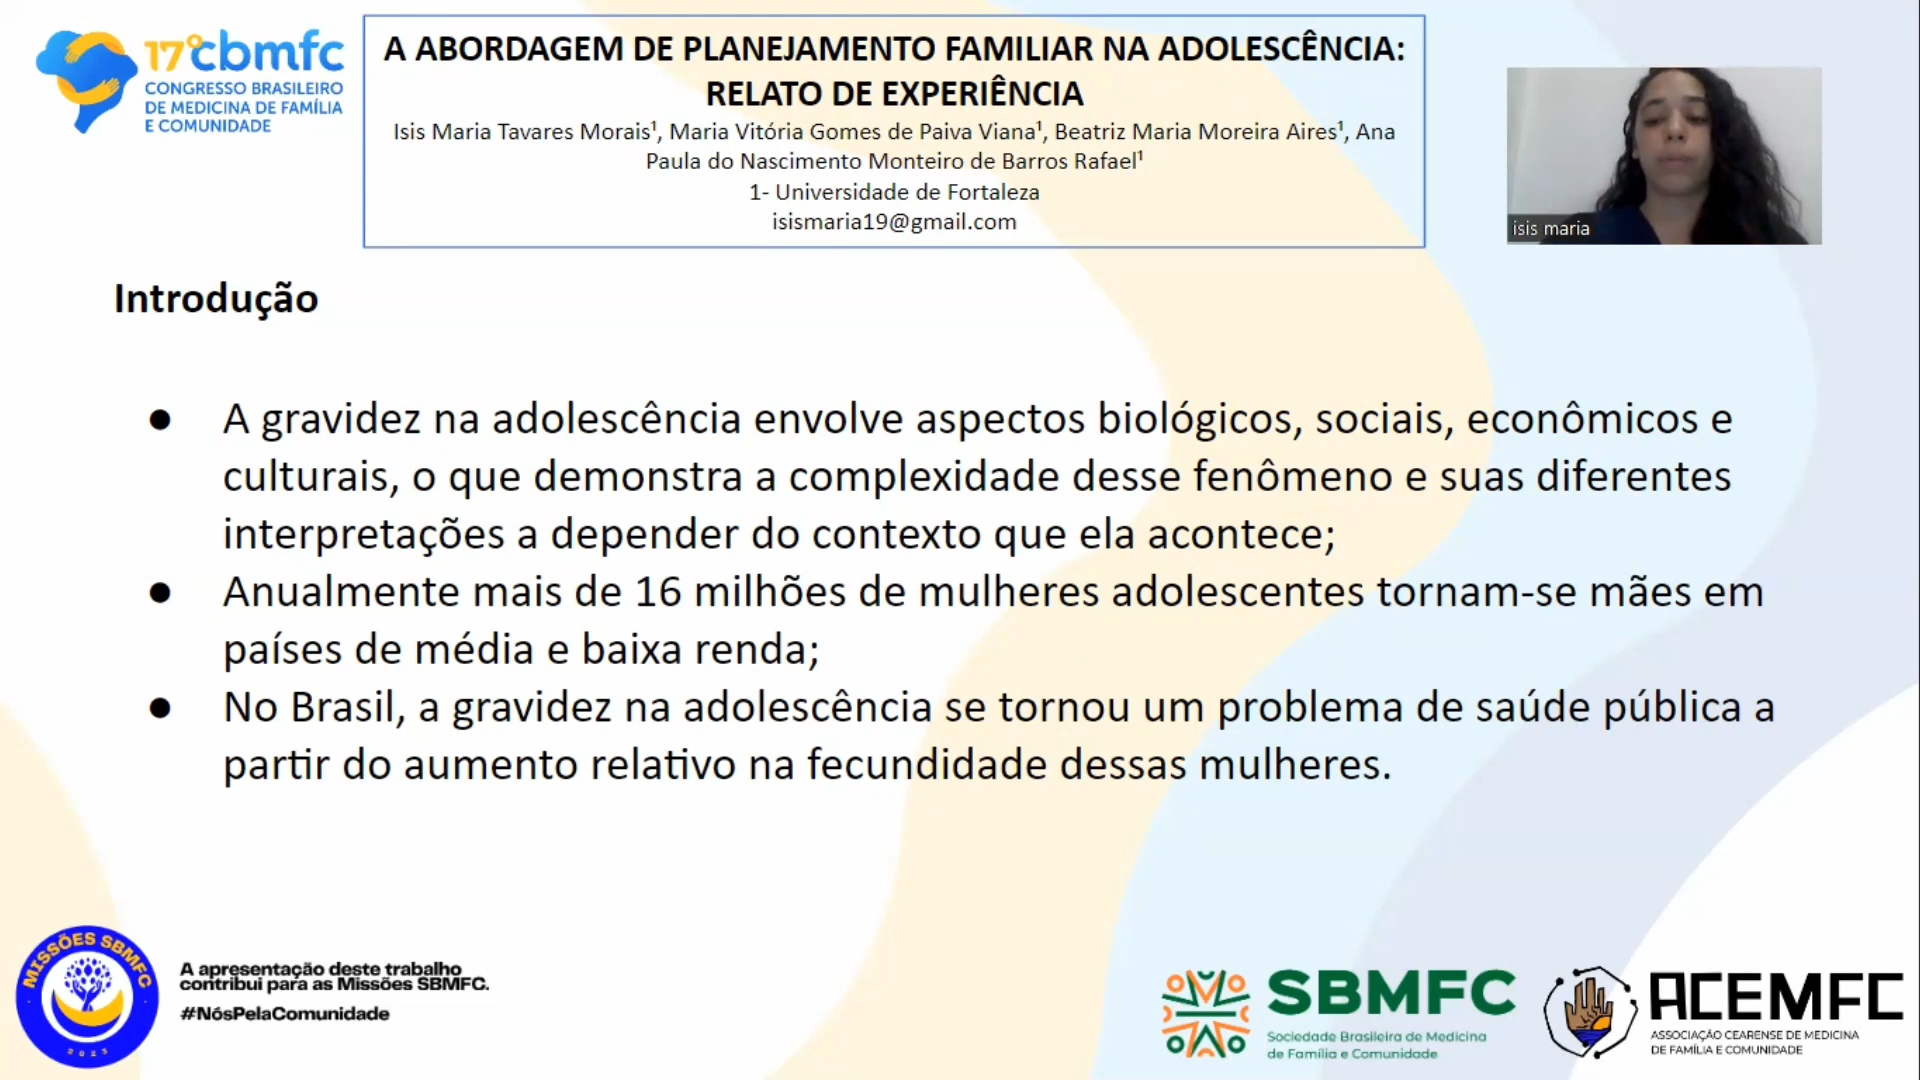 17º cbmfc
CONGRESSO BRASILEIRO
DE MEDICINA DE FAMÍLIA
E COMUNIDADE
A ABORDAGEM DE PLANEJAMENTO FAMILIAR NA ADOLESCÊNCIA:
RELATO DE EXPERIÊNCIA
Isis Maria Tavares Morais¹, Maria Vitória Gomes de Paiva Viana¹, Beatriz Maria Moreira Aires¹, Ana
Paula do Nascimento Monteiro de Barros Rafael¹
1- Universidade de Fortaleza
isismaria19@gmail.com
isis maria
Introdução
● A gravidez na adolescência envolve aspectos biológicos, sociais, econômicos e
culturais, o que demonstra a complexidade desse fenômeno e suas diferentes
interpretações a depender do contexto que ela acontece;
● Anualmente mais de 16 milhões de mulheres adolescentes tornam-se mães em
países de média e baixa renda;
● No Brasil, a gravidez na adolescência se tornou um problema de saúde pública a
partir do aumento relativo na fecundidade dessas mulheres.
MISSÕES SBMFC
2023
A apresentação deste trabalho
contribui para as Missões SBMFC.
#NósPelaComunidade
SBMFC
Sociedade Brasileira de Medicina
de Família e Comunidade
ACEMFC
ASSOCIAÇÃO CEARENSE DE MEDICINA
DE FAMÍLIA E COMUNIDADE